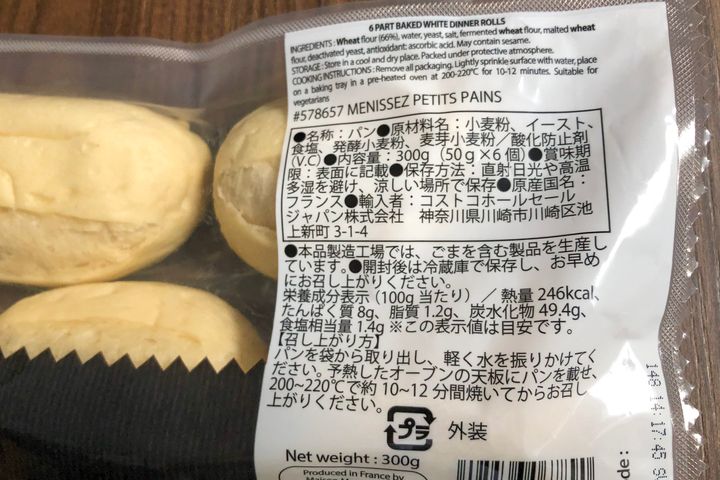 6 PART BAKED WHITE DINNER ROLLS
INGREDIENTS: Wheat flour (66%), water, yeast, salt, fermented wheat flour, malted wheat
flour, deactivated yeast, antioxidant: ascorbic acid. May contain sesame.
STORAGE: Store in a cool and dry place. Packed under protective atmosphere.
COOKING INSTRUCTIONS: Remove all packaging. Lightly sprinkle surface with water, place
on a baking tray in a pre-heated oven at 200-220°C for 10-12 minutes. Suitable for
vegetarians
#578657 MENISSEZ PETITS PAINS
●名称：パン●原材料名：小麦粉、イースト、
食塩、発酵小麦粉、麦芽小麦粉／酸化防止剤
(V.C)●内容量：300g（50g×6個）●賞味期
限：表面に記載●保存方法：直射日光や高温
多湿を避け、涼しい場所で保存●原産国名：
フランス●輸入者：コストコホールセール
ジャパン株式会社　神奈川県川崎市川崎区池
上新町 3-1-4
●本品製造工場では、ごまを含む製品を生産し
ています。●開封後は冷蔵庫で保存し、お早め
にお召し上がりください。
栄養成分表示（100g当たり）／熱量 246kcal、
たんぱく質 8g、脂質 1.2g、炭水化物 49.4g、
食塩相当量 1.4g ※この表示値は目安です。
【召し上がり方】
パンを袋から取り出し、軽く水を振りかけてく
ださい。予熱したオーブンの天板にパンを載せ、
200~220℃で約 10~12 分間焼いてからお召し
上がりください。
プラ 外装
Net weight : 300g
Produced in France by
148 14:17:45
de :